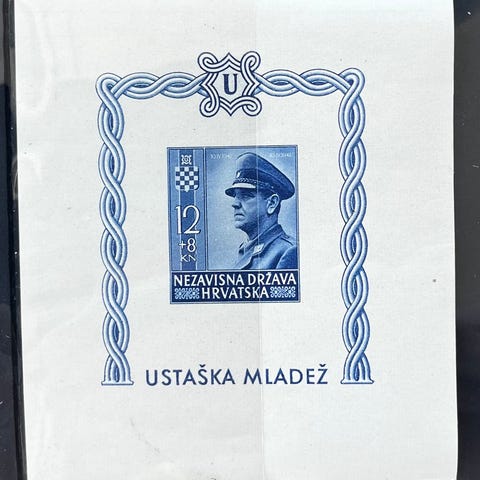 U
12
+8
KN
NEZAVISNA DRŽAVA
HRVATSKA
USTAŠKA MLADEŽ